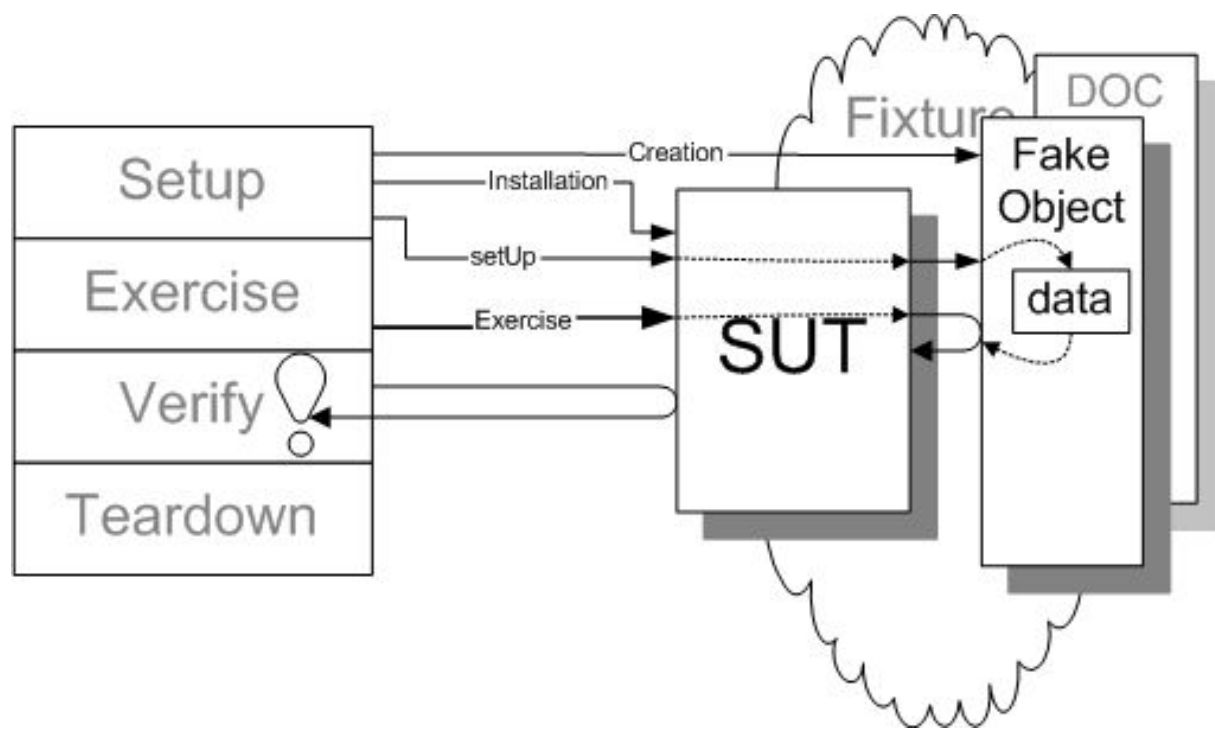 Setup
Exercise
Verify
Teardown
Creation
Installation
setUp
Exercise
SUT
Fixture
DOC
Fake
Object
data